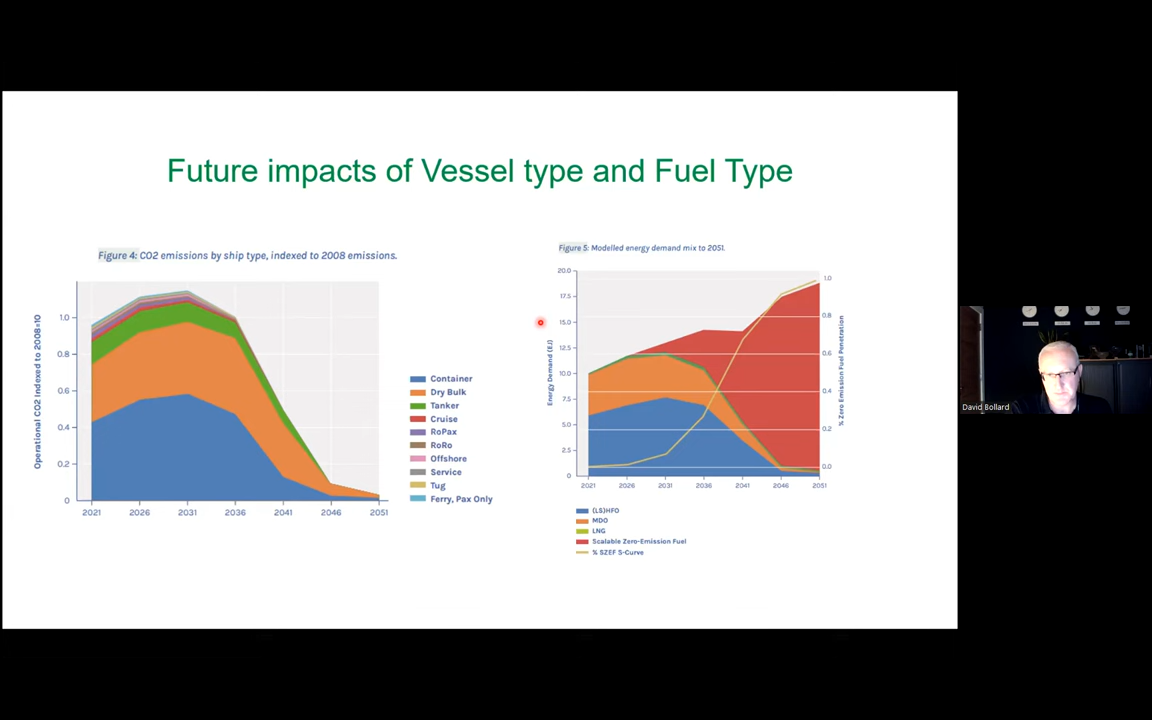 Future impacts of Vessel type and Fuel Type
Figure 4: CO2 emissions by ship type, indexed to 2008 emissions.
Operational CO2 Indexed to 2008=10
1.0
0.8
0.6
0.4
0.2
0
2021 2026 2031 2036 2041 2046 2051
Container
Dry Bulk
Tanker
Cruise
RoPax
RoRo
Offshore
Service
Tug
Ferry, Pax Only
Figure 5: Modelled energy demand mix to 2051.
Energy Demand (EJ)
20.0
17.5
15.0
12.5
10.0
7.5
5.0
2.5
0
1.0
0.8
0.6
0.4
0.2
0.0
% Zero Emission Fuel Penetration
2021 2026 2031 2036 2041 2046 2051
(LS)HFO
MDO
LNG
Scalable Zero-Emission Fuel
% SZEF S-Curve
David Bollard